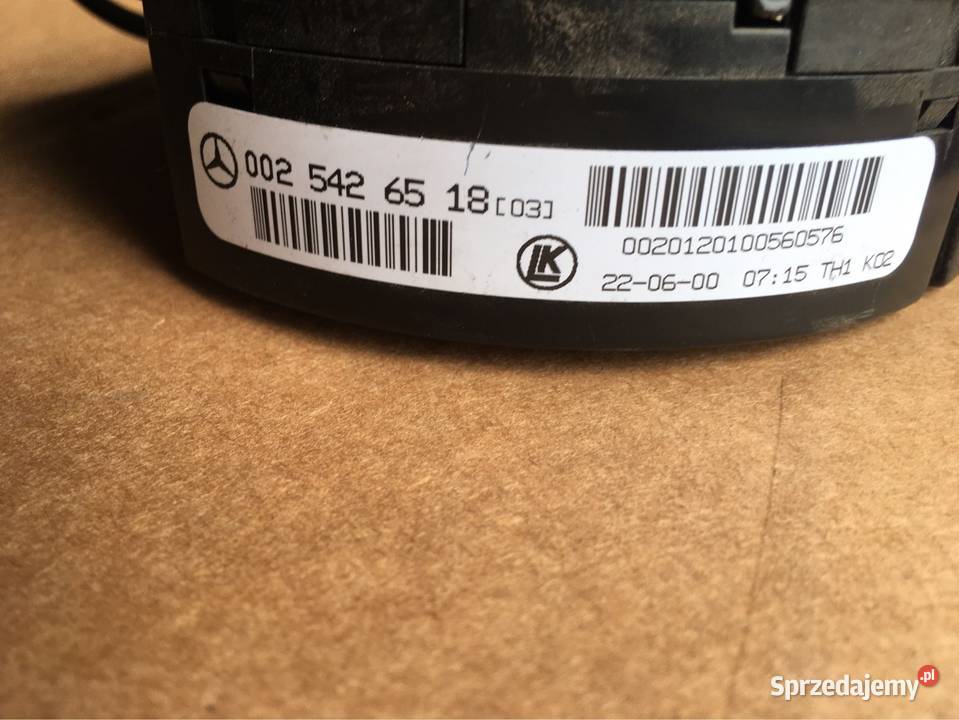 002 542 65 18 [03]
LK
0020120100560576
22-06-00 07:15 TH1 K02
Sprzedajemy.pl